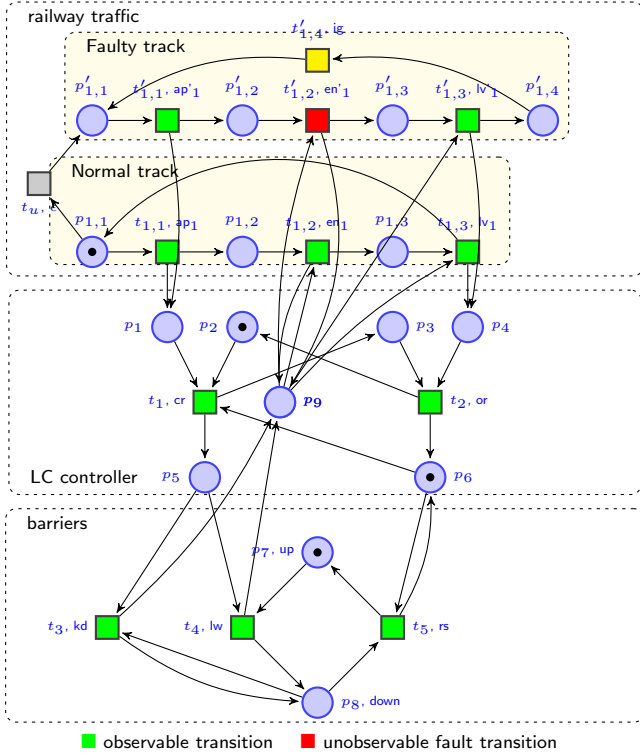 railway traffic
t′1,4, ig
Faulty track
p′1,1 t′1,1, ap'1 p′1,2 t′1,2, en'1 p′1,3 t′1,3, lv'1 p′1,4
Normal track
tu, ε
p1,1 t1,1, ap1 p1,2 t1,2, en1 p1,3 t1,3, lv1
p1 p2 p3 p4
t1, cr p9 t2, or
LC controller p5 p6
barriers
p7, up
t3, kd t4, lw t5, rs
p8, down
observable transition unobservable fault transition